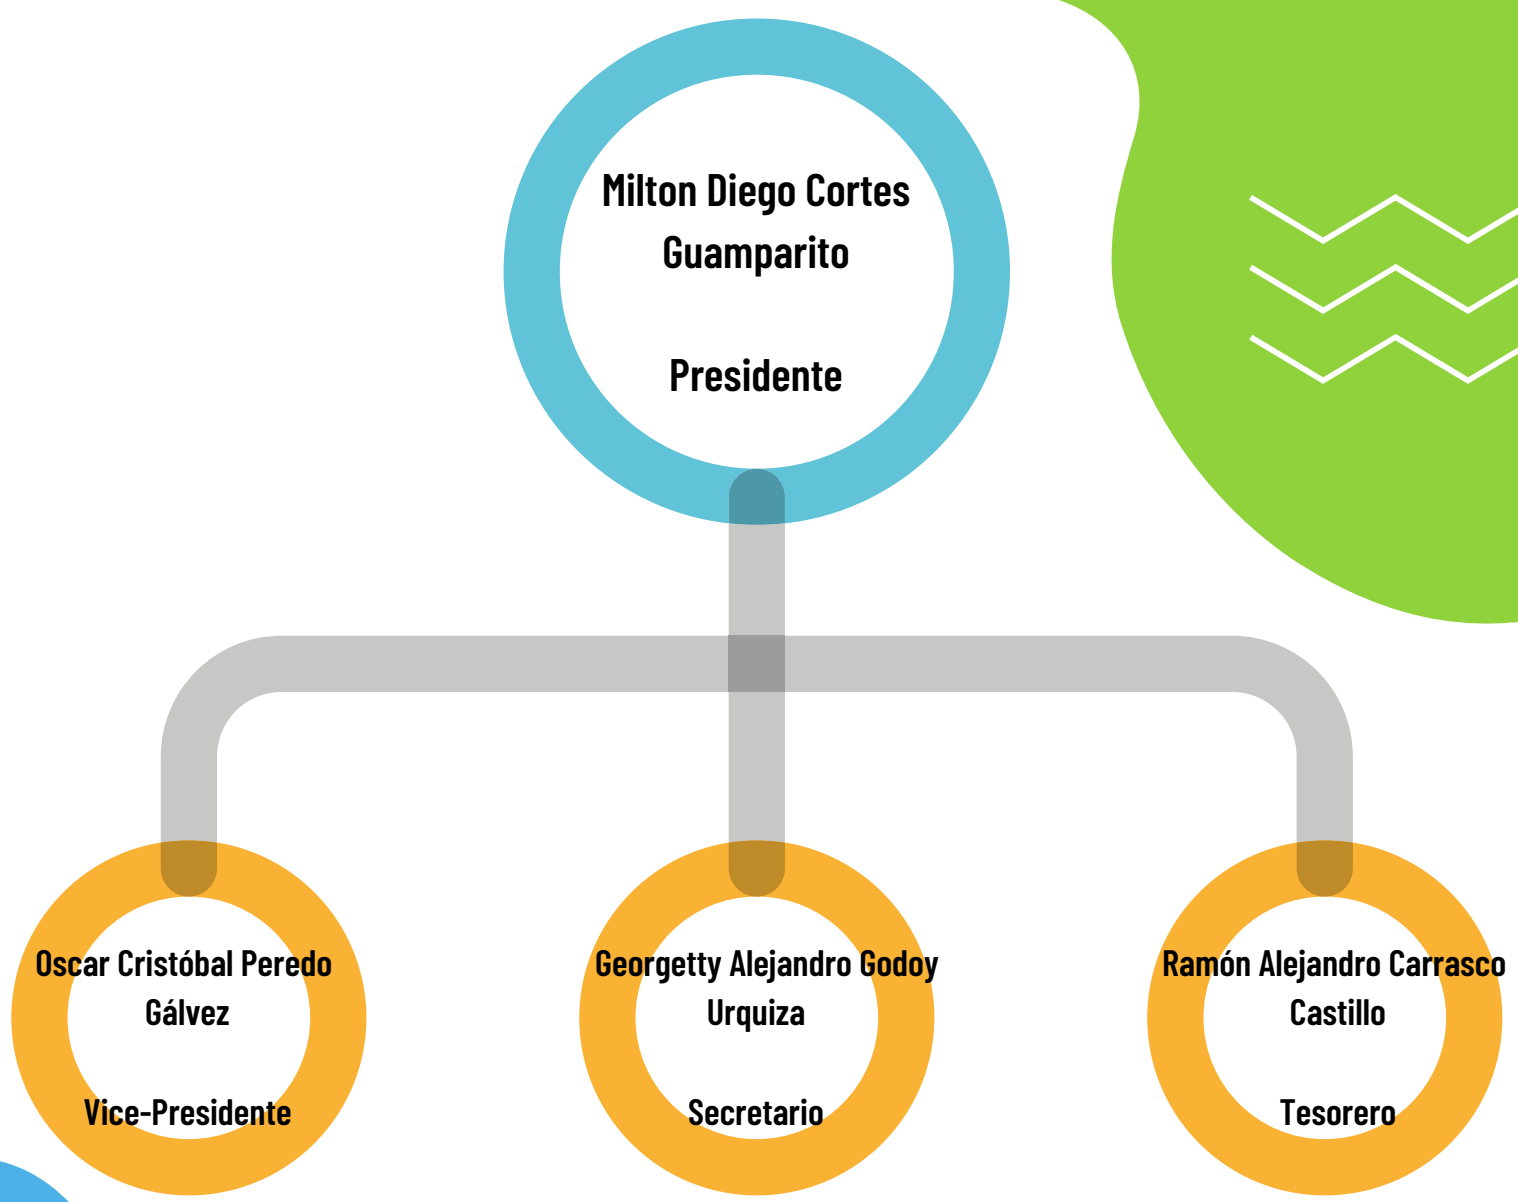 Milton Diego Cortes
Guamparito
Presidente
Oscar Cristóbal Peredo
Gálvez
Vice-Presidente
Georgetty Alejandro Godoy
Urquiza
Secretario
Ramón Alejandro Carrasco
Castillo
Tesorero